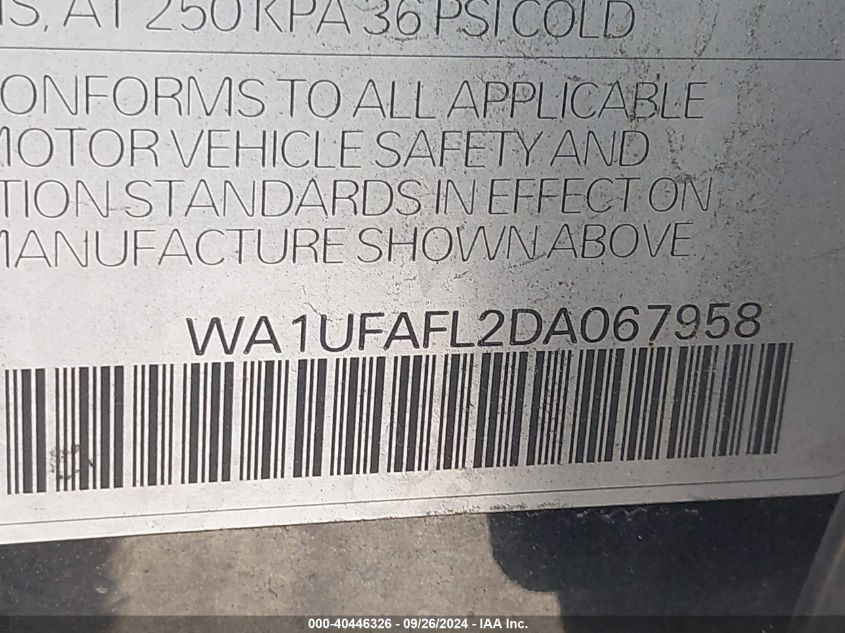 S, AT 250 KPA 36 PSI COLD
ONFORMS TO ALL APPLICABLE
MOTOR VEHICLE SAFETY AND
TION STANDARDS IN EFFECT ON
MANUFACTURE SHOWN ABOVE.
WA1UFAFL2DA067958
000-40446326 - 09/26/2024 - IAA Inc.